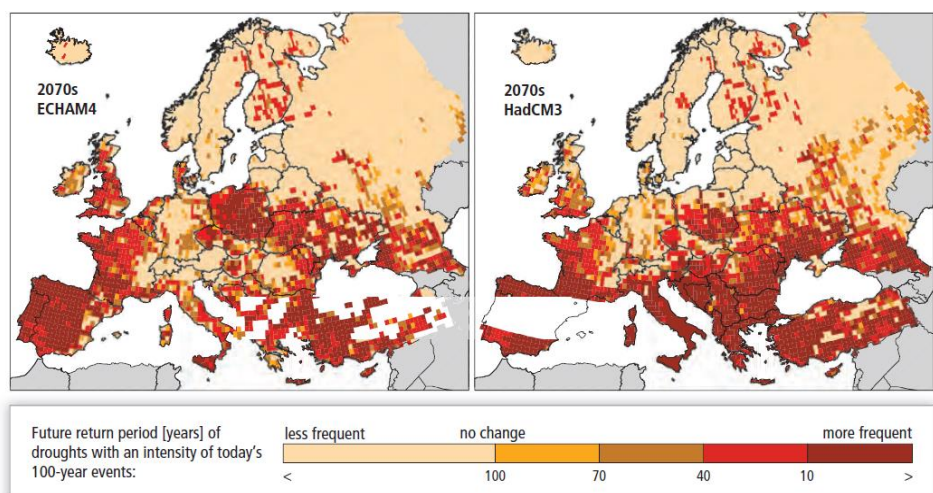 2070s
ECHAM4
2070s
HadCM3
Future return period [years] of
droughts with an intensity of today's
100-year events:
less frequent
no change
more frequent
<
100
70
40
10
>